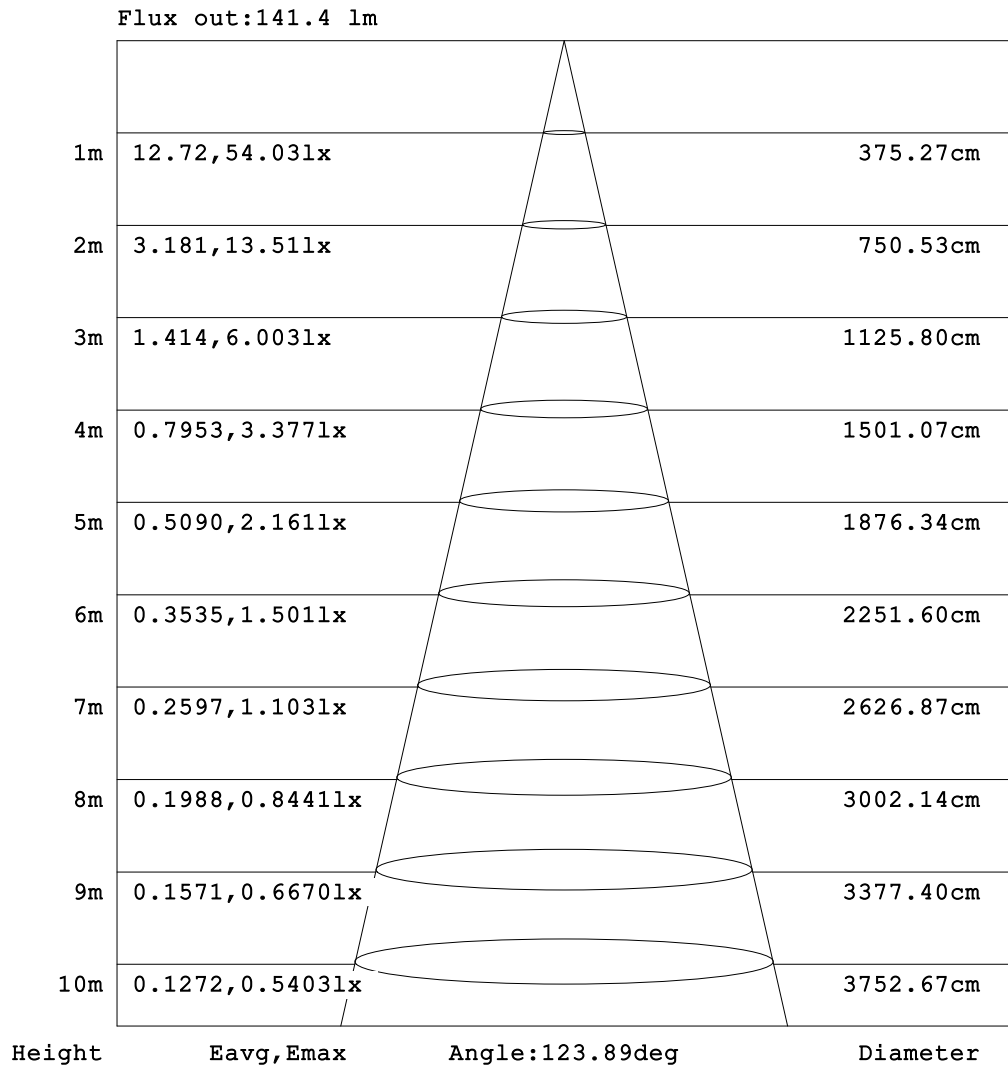 Flux out:141.4 lm
1m 12.72,54.03lx 375.27cm
2m 3.181,13.51lx 750.53cm
3m 1.414,6.003lx 1125.80cm
4m 0.7953,3.377lx 1501.07cm
5m 0.5090,2.161lx 1876.34cm
6m 0.3535,1.501lx 2251.60cm
7m 0.2597,1.103lx 2626.87cm
8m 0.1988,0.8441lx 3002.14cm
9m 0.1571,0.6670lx 3377.40cm
10m 0.1272,0.5403lx 3752.67cm
Height Eavg,Emax Angle:123.89deg Diameter